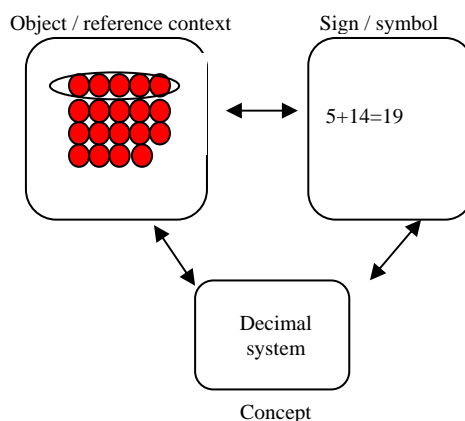 Object / reference context
Sign / symbol
5+14=19
Decimal
system
Concept